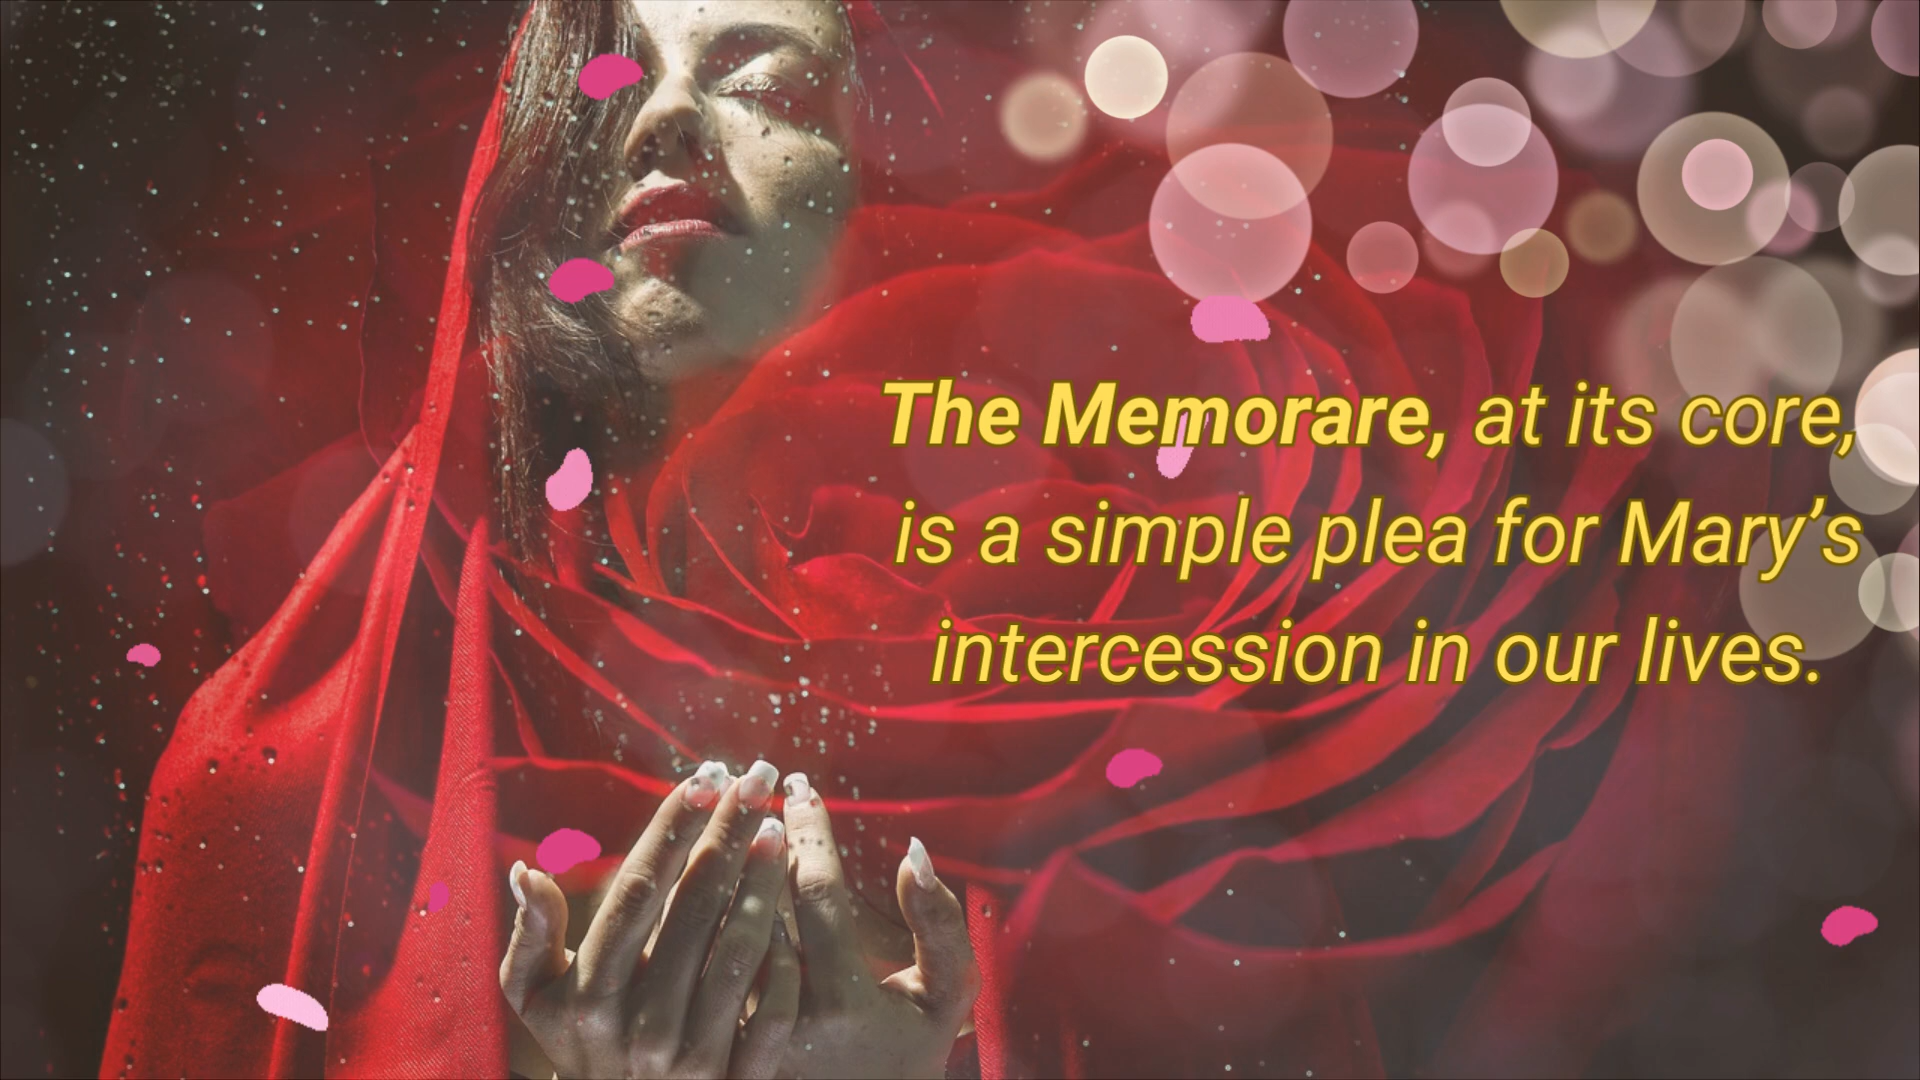 The Memorare, at its core,
is a simple plea for Mary’s
intercession in our lives.